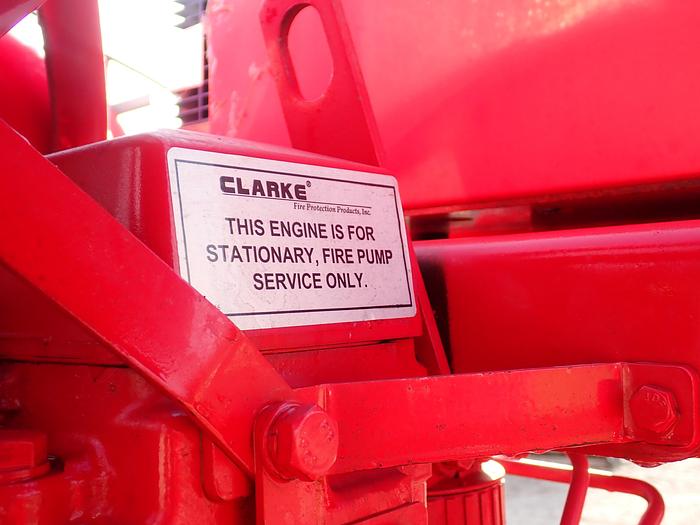 CLARKE®
Fire Protection Products, Inc.
THIS ENGINE IS FOR
STATIONARY, FIRE PUMP
SERVICE ONLY.